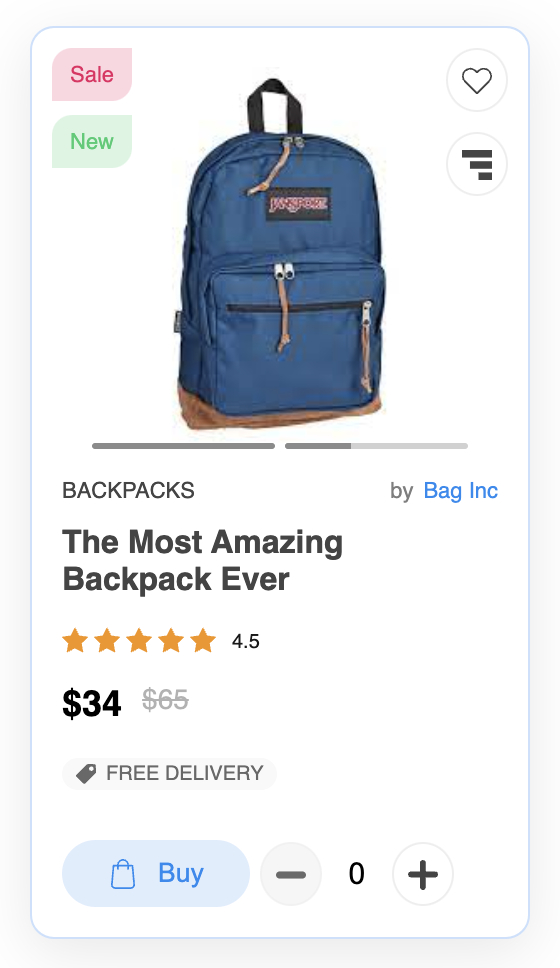 Sale
New
JANSPORT
BACKPACKS
by Bag Inc
The Most Amazing
Backpack Ever
4.5
$34 $65
FREE DELIVERY
Buy
0